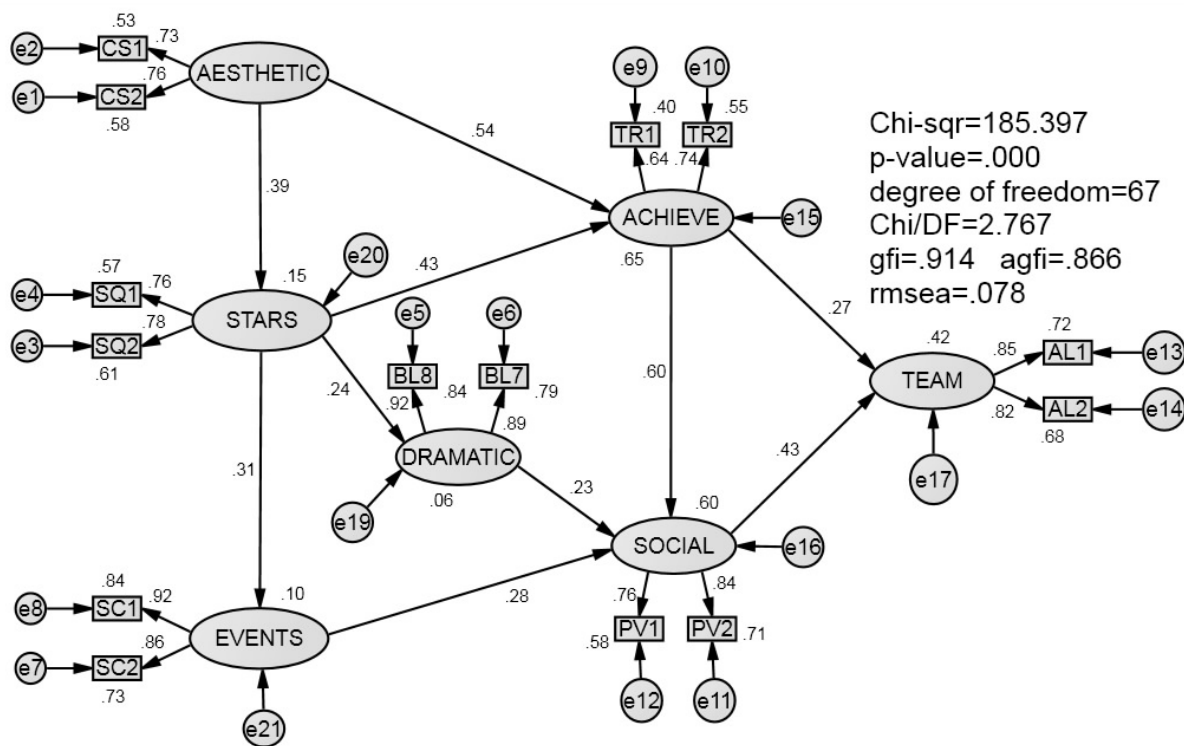 .53
e2 CS1 .73
AESTHETIC
e1 CS2 .76
.58
e9 e10
.40 .55
TR1 TR2
.64 .74
ACHIEVE e15
.65
Chi-sqr=185.397
p-value=.000
degree of freedom=67
Chi/DF=2.767
gfi=.914 agfi=.866
rmsea=.078
.54
.39
.43
.27
.60
e20
.57 .15
e4 SQ1 .76
STARS
e3 SQ2 .78
.61
e5 e6
BL8 .84 BL7 .79
.92 .89
.24
DRAMATIC
.06
e19
.23
.31
.42 .72
TEAM .85 AL1 e13
.82 AL2 e14
.68
e17
.43
.60
SOCIAL e16
.76 .84
.58 PV1 PV2 .71
e12 e11
.28
.84 .10
e8 SC1 .92
EVENTS
e7 SC2 .86
.73
e21